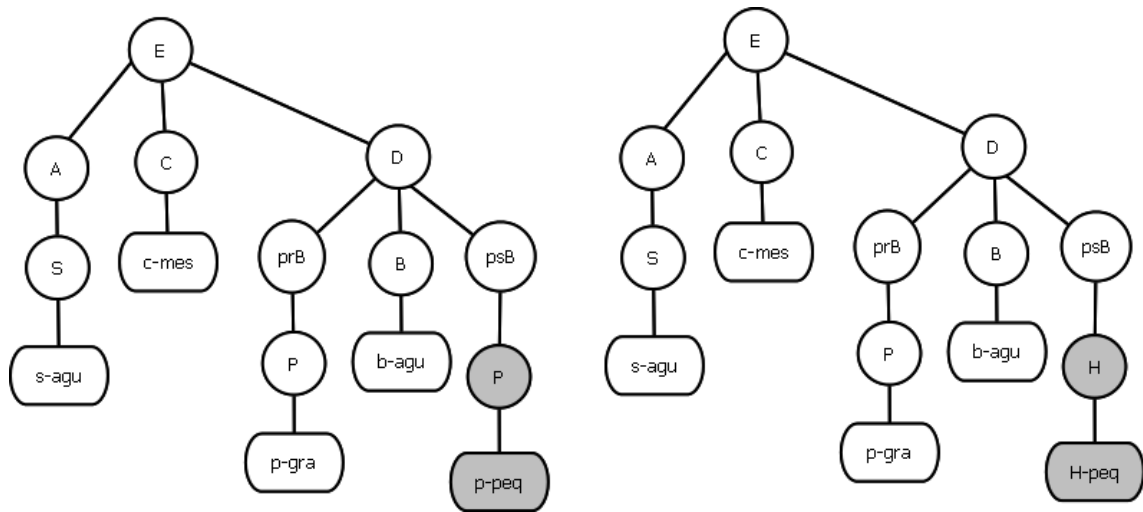 E
A
C
D
S
c-mes
prB
B
psB
s-agu
P
b-agu
P
p-gra
p-peq
E
A
C
D
S
c-mes
prB
B
psB
s-agu
P
b-agu
H
p-gra
H-peq